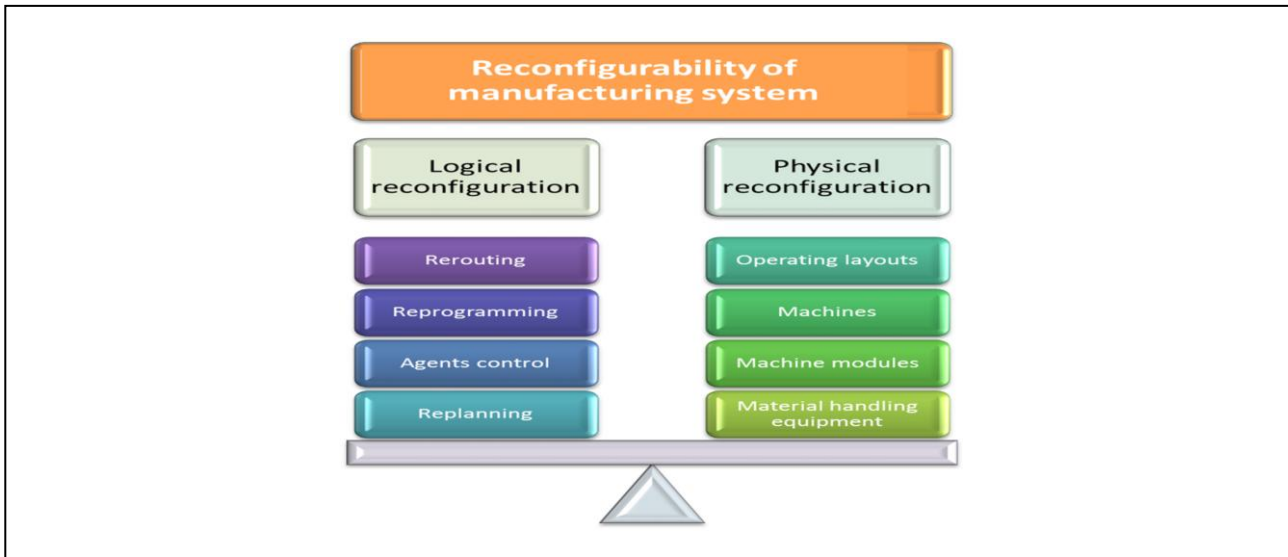 Reconfigurability of
manufacturing system
Logical
reconfiguration
Physical
reconfiguration
Rerouting
Reprogramming
Agents control
Replanning
Operating layouts
Machines
Machine modules
Material handling
equipment